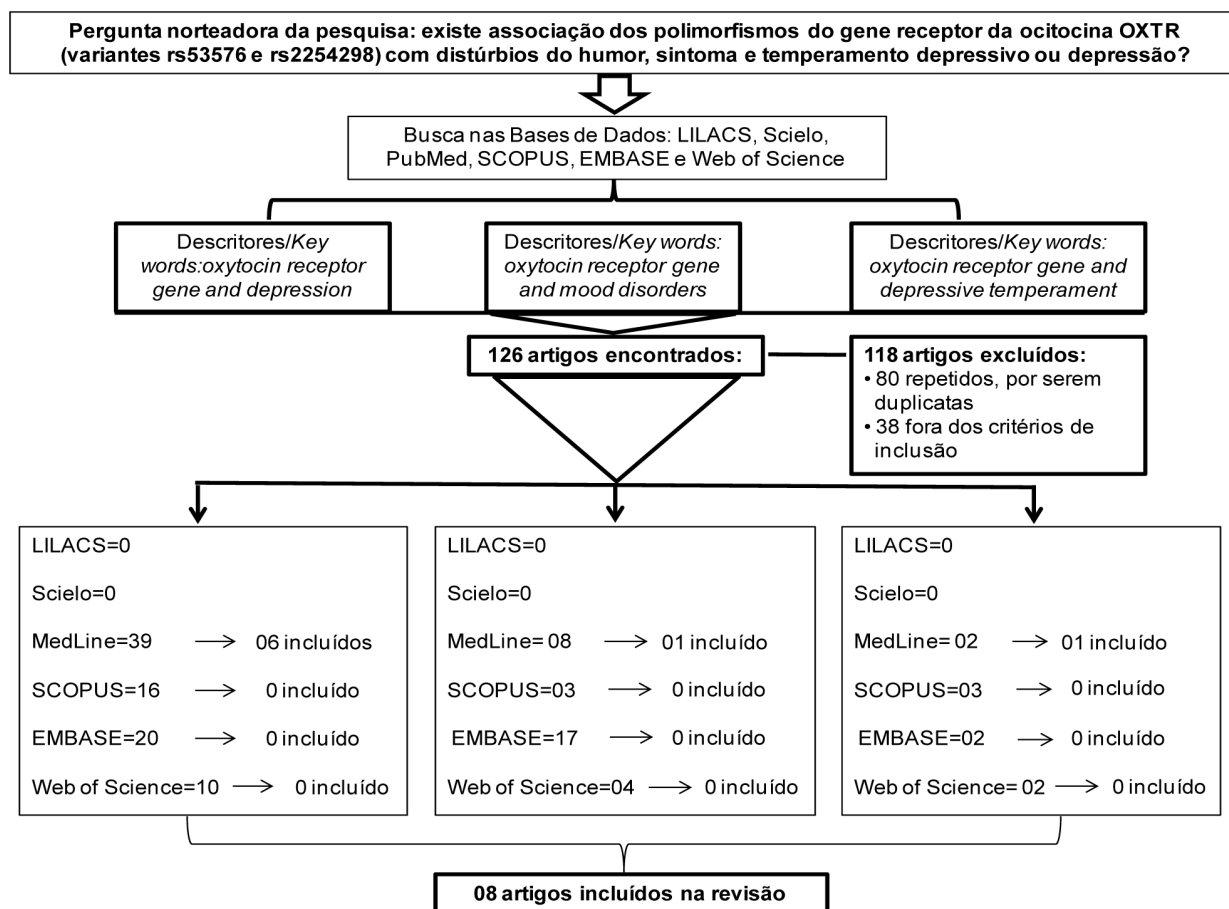 Pergunta norteadora da pesquisa: existe associação dos polimorfismos do gene receptor da ocitocina OXTR
(variantes rs53576 e rs2254298) com distúrbios do humor, sintoma e temperamento depressivo ou depressão?
Busca nas Bases de Dados: LILACS, Scielo,
PubMed, SCOPUS, EMBASE e Web of Science
Descritores/Key
words:oxytocin receptor
gene and depression
Descritores/Key words:
oxytocin receptor gene
and mood disorders
Descritores/Key words:
oxytocin receptor gene and
depressive temperament
126 artigos encontrados:
118 artigos excluídos:
• 80 repetidos, por serem
duplicatas
• 38 fora dos critérios de
inclusão
LILACS=0
Scielo=0
MedLine=39 → 06 incluídos
SCOPUS=16 → 0 incluído
EMBASE=20 → 0 incluído
Web of Science=10 → 0 incluído
LILACS=0
Scielo=0
MedLine= 08 → 01 incluído
SCOPUS=03 → 0 incluído
EMBASE=17 → 0 incluído
Web of Science=04 → 0 incluído
LILACS=0
Scielo=0
MedLine= 02 → 01 incluído
SCOPUS=03 → 0 incluído
EMBASE=02 → 0 incluído
Web of Science= 02 → 0 incluído
08 artigos incluídos na revisão